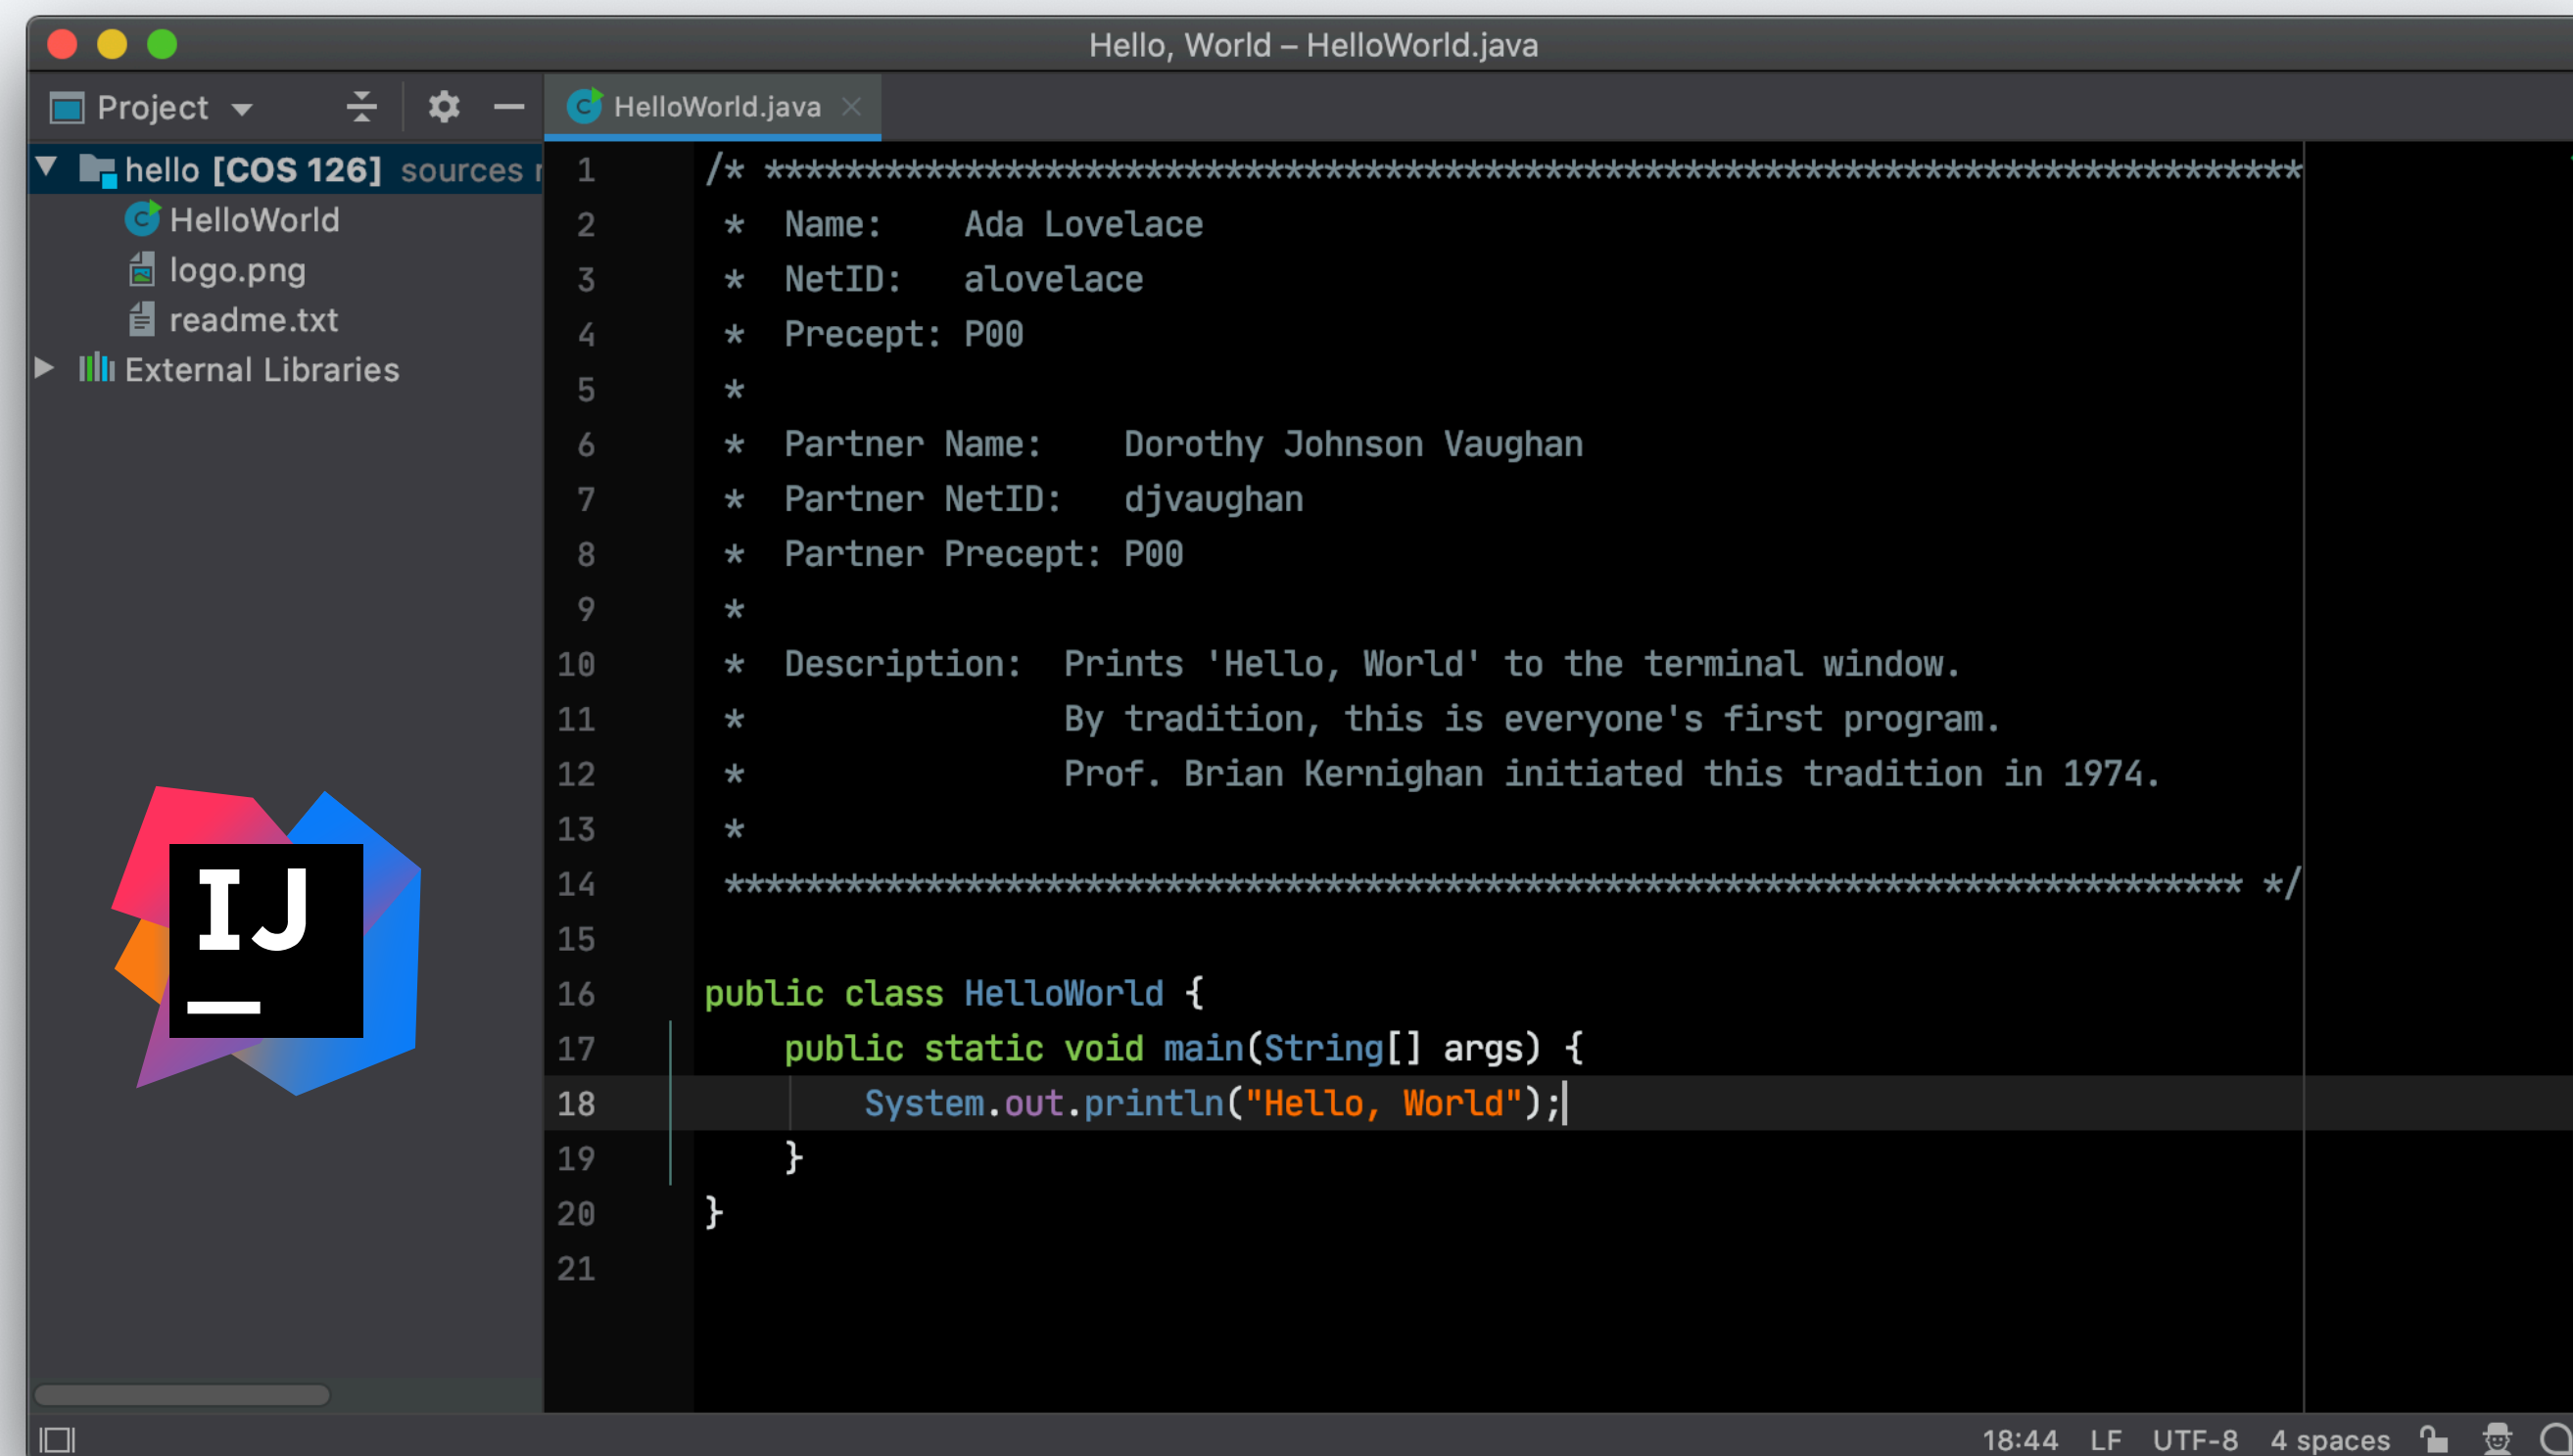 Hello, World – HelloWorld.java
Project
HelloWorld.java
hello [COS 126] sources
HelloWorld
logo.png
readme.txt
External Libraries
IJ
1 /* *****************************************************************************
2  *  Name:    Ada Lovelace
3  *  NetID:   alovelace
4  *  Precept: P00
5  *
6  *  Partner Name:    Dorothy Johnson Vaughan
7  *  Partner NetID:   djvaughan
8  *  Partner Precept: P00
9  *
10  *  Description:  Prints 'Hello, World' to the terminal window.
11  *                By tradition, this is everyone's first program.
12  *                Prof. Brian Kernighan initiated this tradition in 1974.
13  *
14  **************************************************************************** */
15
16 public class HelloWorld {
17     public static void main(String[] args) {
18         System.out.println("Hello, World");
19     }
20 }
21
18:44 LF UTF-8 4 spaces